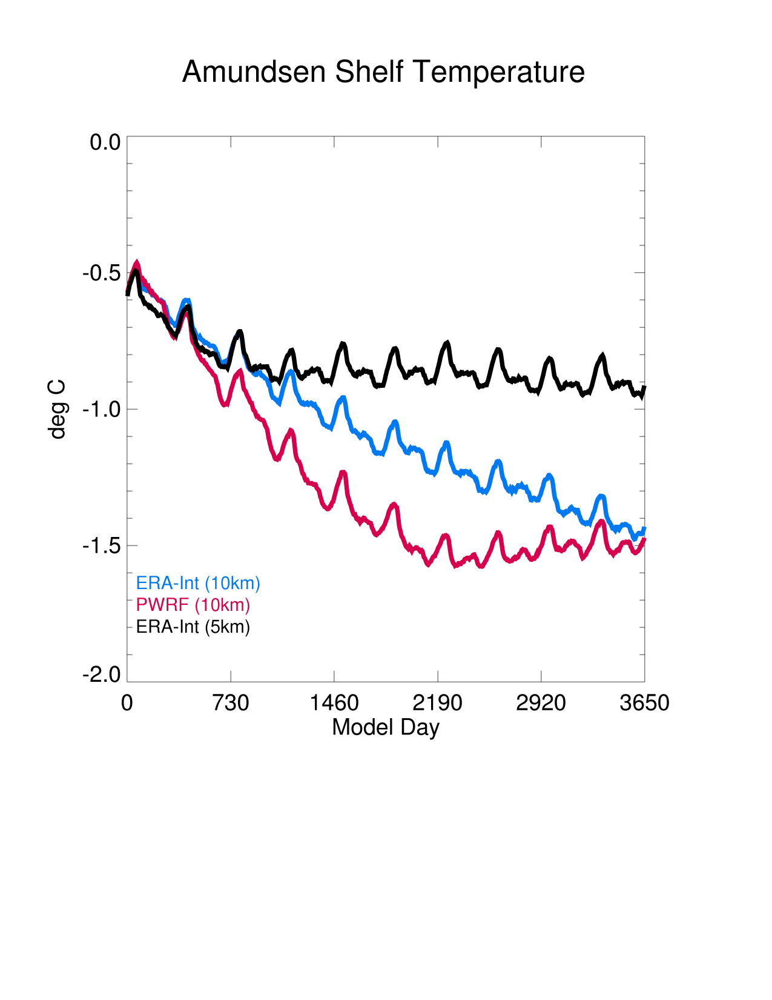 Amundsen Shelf Temperature
0.0
-0.5
-1.0
-1.5
-2.0
deg C
ERA-Int (10km)
PWRF (10km)
ERA-Int (5km)
0 730 1460 2190 2920 3650
Model Day